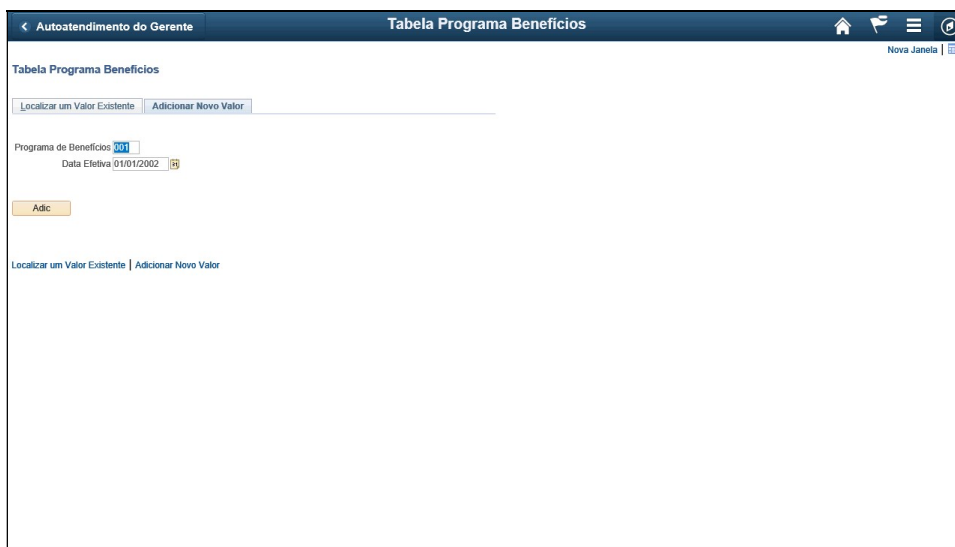 Autoatendimento do Gerente
Tabela Programa Benefícios
Nova Janela
Tabela Programa Benefícios
Localizar um Valor Existente
Adicionar Novo Valor
Programa de Benefícios 001
Data Efetiva 01/01/2002
Adic
Localizar um Valor Existente | Adicionar Novo Valor